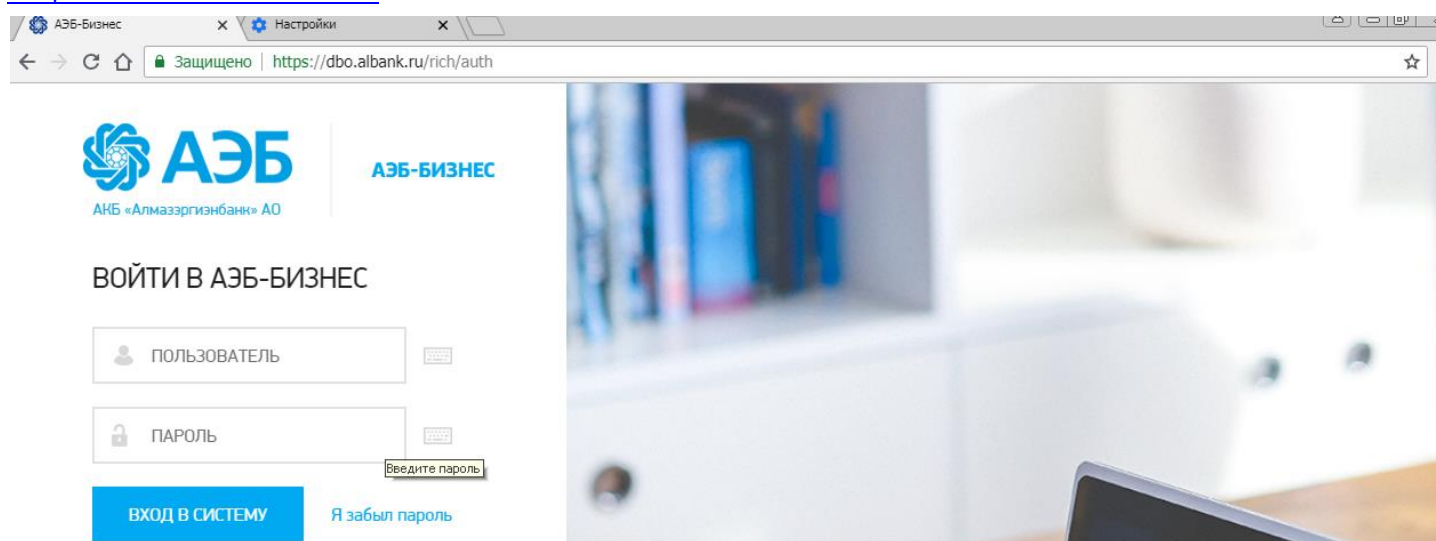 АЭБ-Бизнес
Настройки
Защищено | https://dbo.albank.ru/rich/auth
АЭБ
АЭБ-БИЗНЕС
АКБ «Алмазэргиэнбанк» АО
ВОЙТИ В АЭБ-БИЗНЕС
ПОЛЬЗОВАТЕЛЬ
ПАРОЛЬ
Введите пароль
ВХОД В СИСТЕМУ
Я забыл пароль